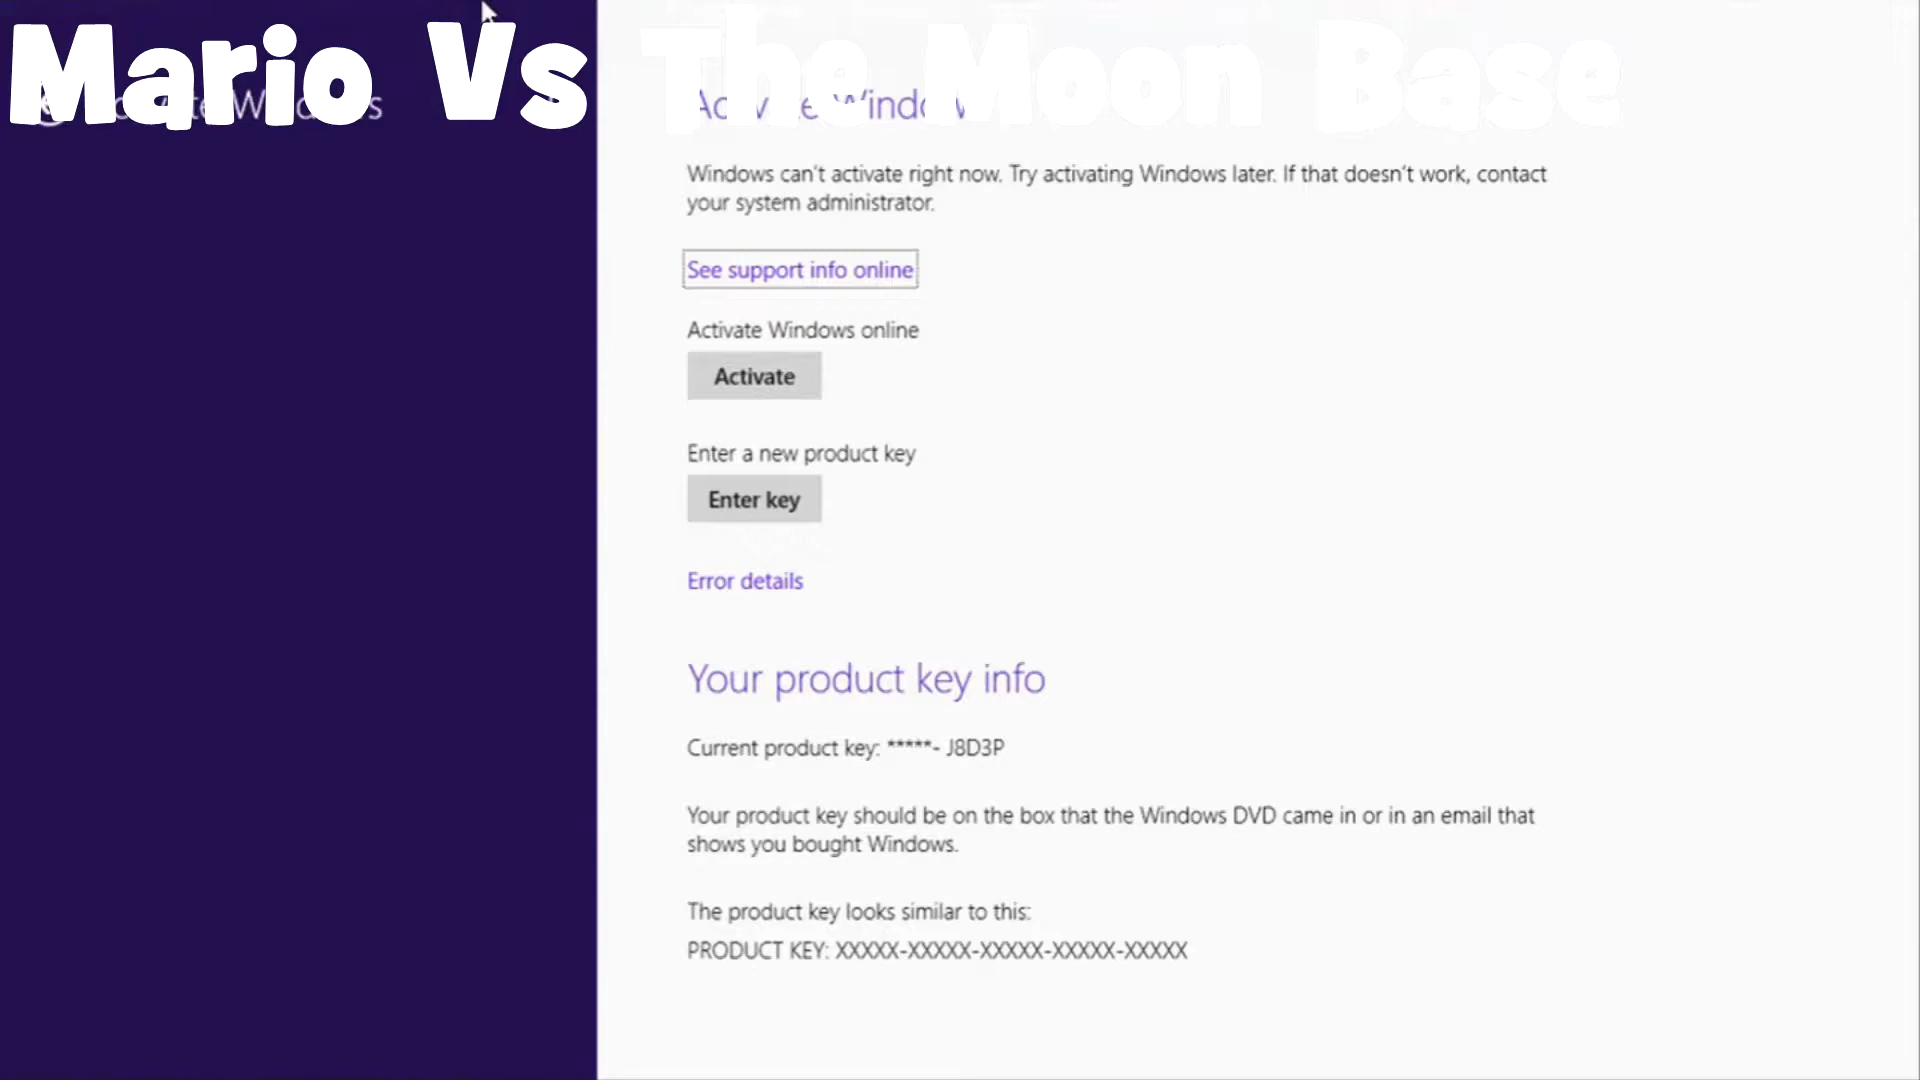 Mario Vs The Moon Base
Activate Windows
Activate Windows
Windows can't activate right now. Try activating Windows later. If that doesn't work, contact
your system administrator.
See support info online
Activate Windows online
Activate
Enter a new product key
Enter key
Error details
Your product key info
Current product key: *****- J8D3P
Your product key should be on the box that the Windows DVD came in or in an email that
shows you bought Windows.
The product key looks similar to this:
PRODUCT KEY: XXXXX-XXXXX-XXXXX-XXXXX-XXXXX